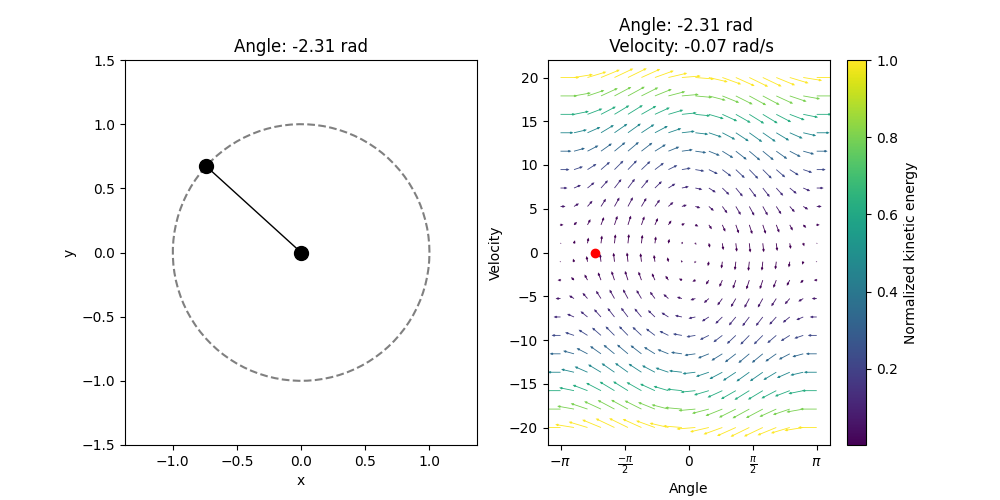 Angle: -2.31 rad
1.5
1.0
0.5
0.0
−0.5
−1.0
−1.5
−1.0
−0.5
0.0
0.5
1.0
x
y
Angle: -2.31 rad
Velocity: -0.07 rad/s
20
15
10
5
0
−5
−10
−15
−20
−π
−π/2
0
π/2
π
Angle
Velocity
1.0
0.8
0.6
0.4
0.2
Normalized kinetic energy